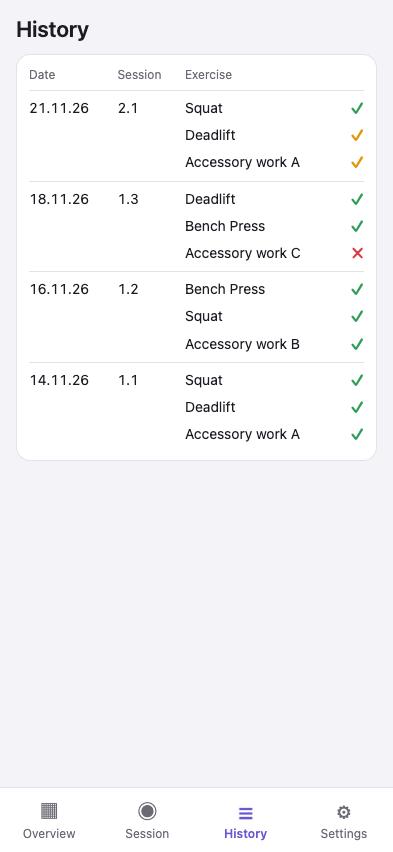 History
Date Session Exercise
21.11.26 2.1 Squat ✓
Deadlift ✓
Accessory work A ✓
18.11.26 1.3 Deadlift ✓
Bench Press ✓
Accessory work C ✗
16.11.26 1.2 Bench Press ✓
Squat ✓
Accessory work B ✓
14.11.26 1.1 Squat ✓
Deadlift ✓
Accessory work A ✓
Overview Session History Settings